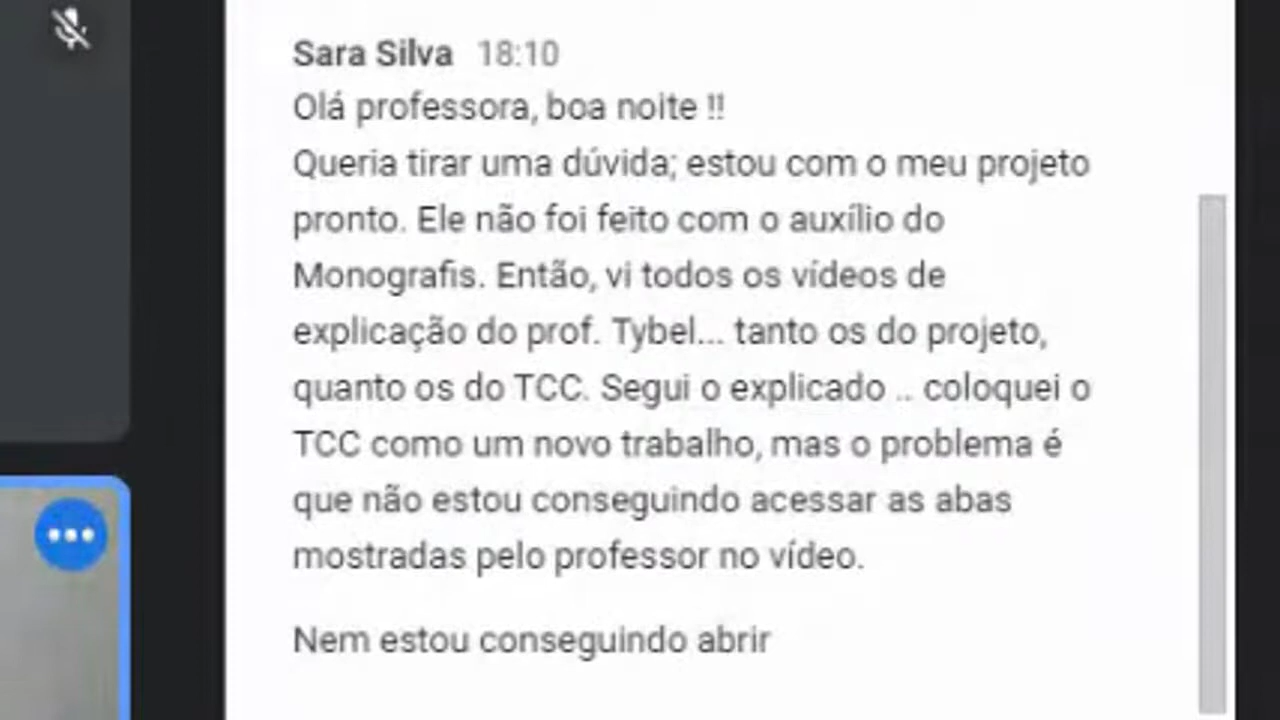 Sara Silva 18:10
Olá professora, boa noite !!
Queria tirar uma dúvida; estou com o meu projeto
pronto. Ele não foi feito com o auxílio do
Monografis. Então, vi todos os vídeos de
explicação do prof. Tybel... tanto os do projeto,
quanto os do TCC. Segui o explicado .. coloquei o
TCC como um novo trabalho, mas o problema é
que não estou conseguindo acessar as abas
mostradas pelo professor no vídeo.
Nem estou conseguindo abrir